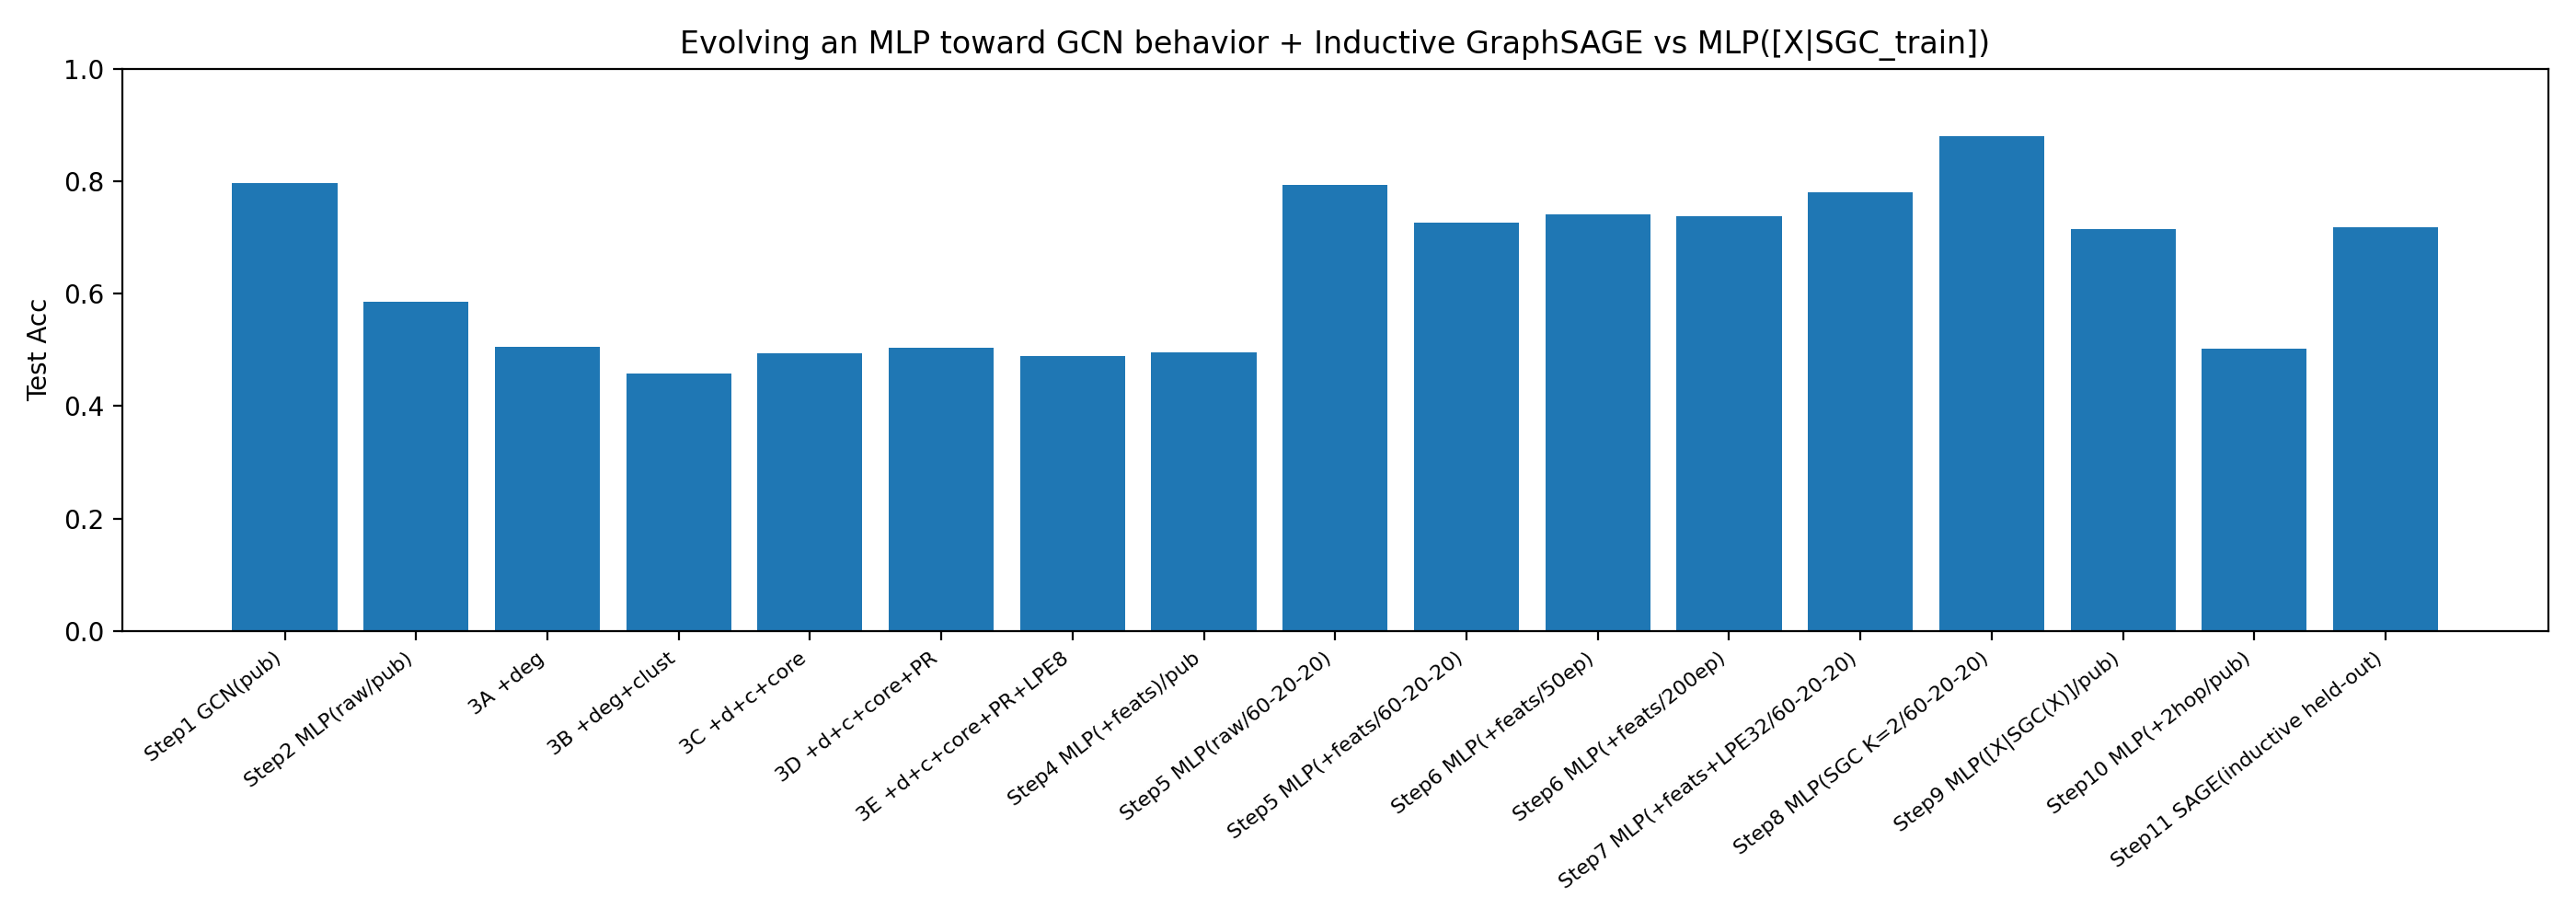 Evolving an MLP toward GCN behavior + Inductive GraphSAGE vs MLP([X|SGC_train])
Test Acc
1.0
0.8
0.6
0.4
0.2
0.0
Step1 GCN(pub)
Step2 MLP(raw/pub)
3A +deg
3B +deg+clust
3C +d+c+core
3D +d+c+core+PR
3E +d+c+core+PR+LPE8
Step4 MLP(+feats)/pub
Step5 MLP(raw/60-20-20)
Step5 MLP(+feats/60-20-20)
Step6 MLP(+feats/50ep)
Step6 MLP(+feats/200ep)
Step7 MLP(+feats+LPE32/60-20-20)
Step8 MLP(SGC K=2/60-20-20)
Step9 MLP([X|SGC(X)]/pub)
Step10 MLP(+2hop/pub)
Step11 SAGE(inductive held-out)